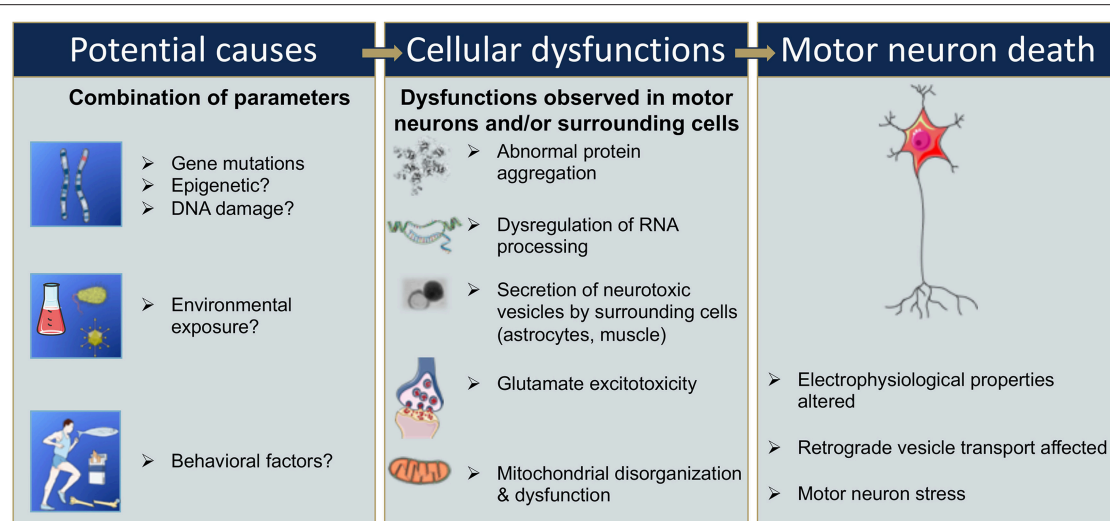 Potential causes
Combination of parameters
➢ Gene mutations
➢ Epigenetic?
➢ DNA damage?
➢ Environmental
exposure?
➢ Behavioral factors?
Cellular dysfunctions
Dysfunctions observed in motor
neurons and/or surrounding cells
➢ Abnormal protein
aggregation
➢ Dysregulation of RNA
processing
➢ Secretion of neurotoxic
vesicles by surrounding cells
(astrocytes, muscle)
➢ Glutamate excitotoxicity
➢ Mitochondrial disorganization
& dysfunction
Motor neuron death
➢ Electrophysiological properties
altered
➢ Retrograde vesicle transport affected
➢ Motor neuron stress